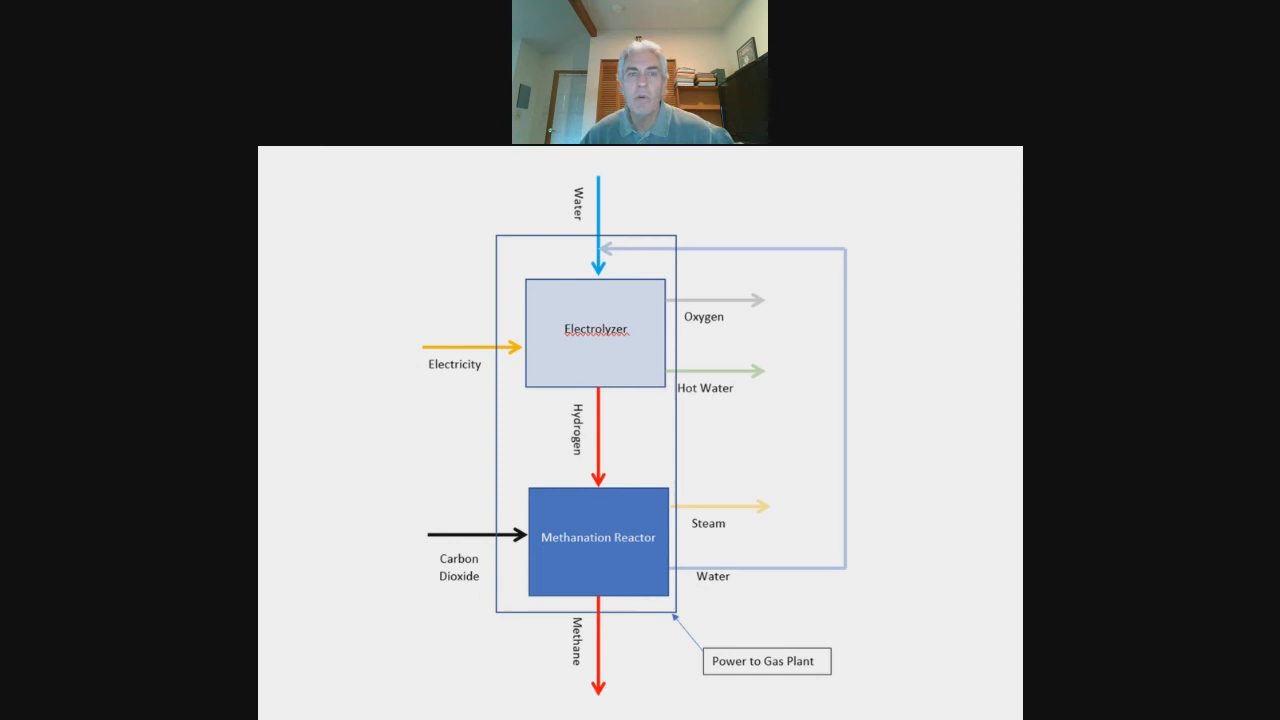 Water
Electrolyzer
Oxygen
Electricity
Hot Water
Hydrogen
Steam
Methanation Reactor
Carbon
Dioxide
Water
Methane
Power to Gas Plant